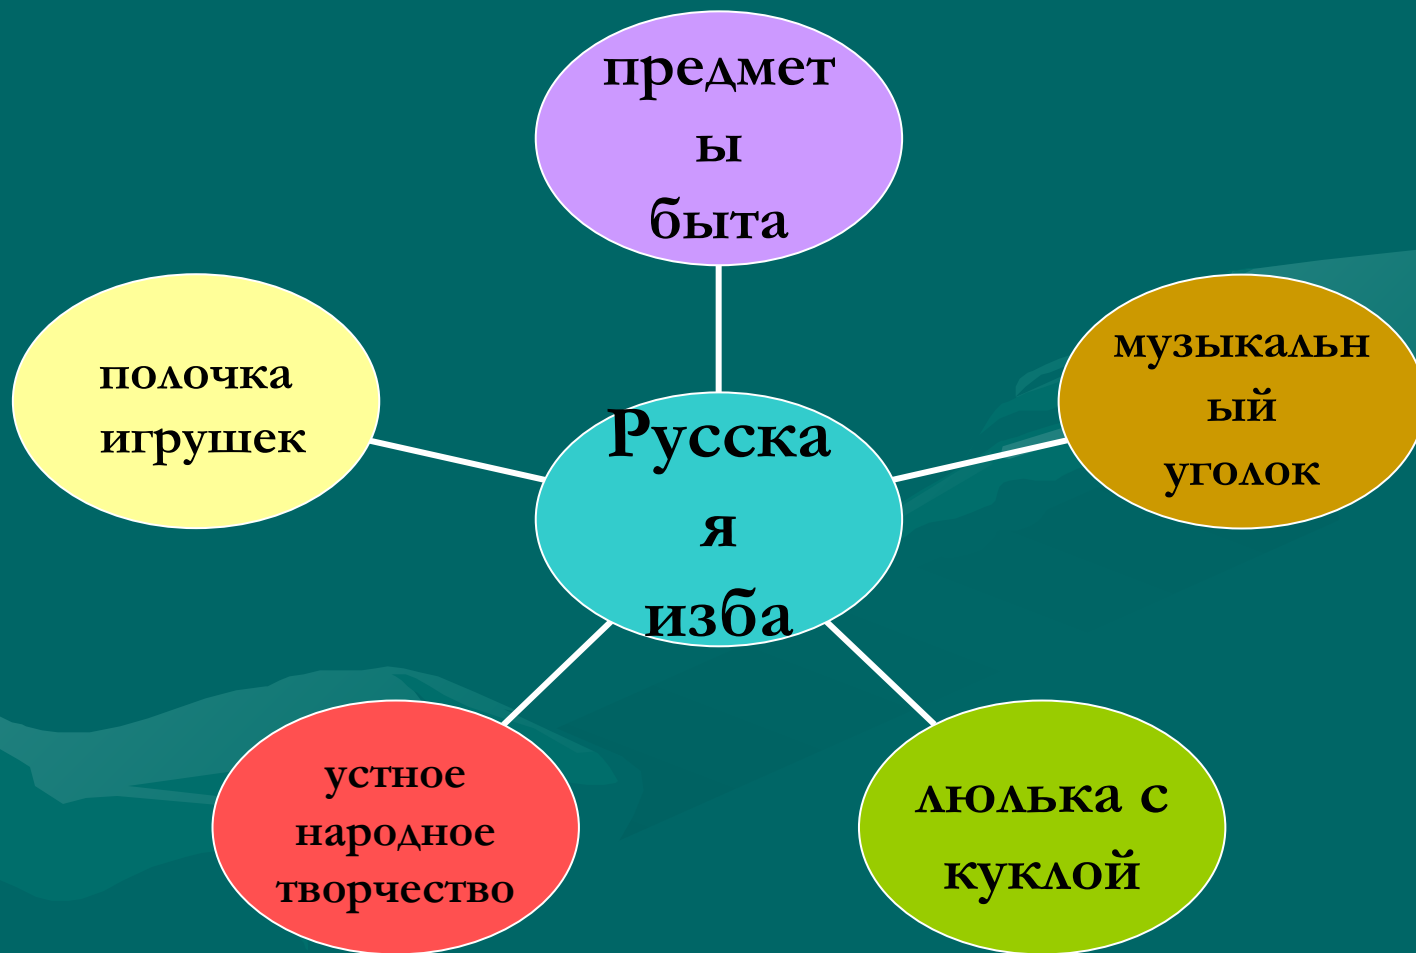 предмет
ы
быта
полочка
игрушек
музыкальн
ый
уголок
Русска
я
изба
устное
народное
творчество
люлька с
куклой